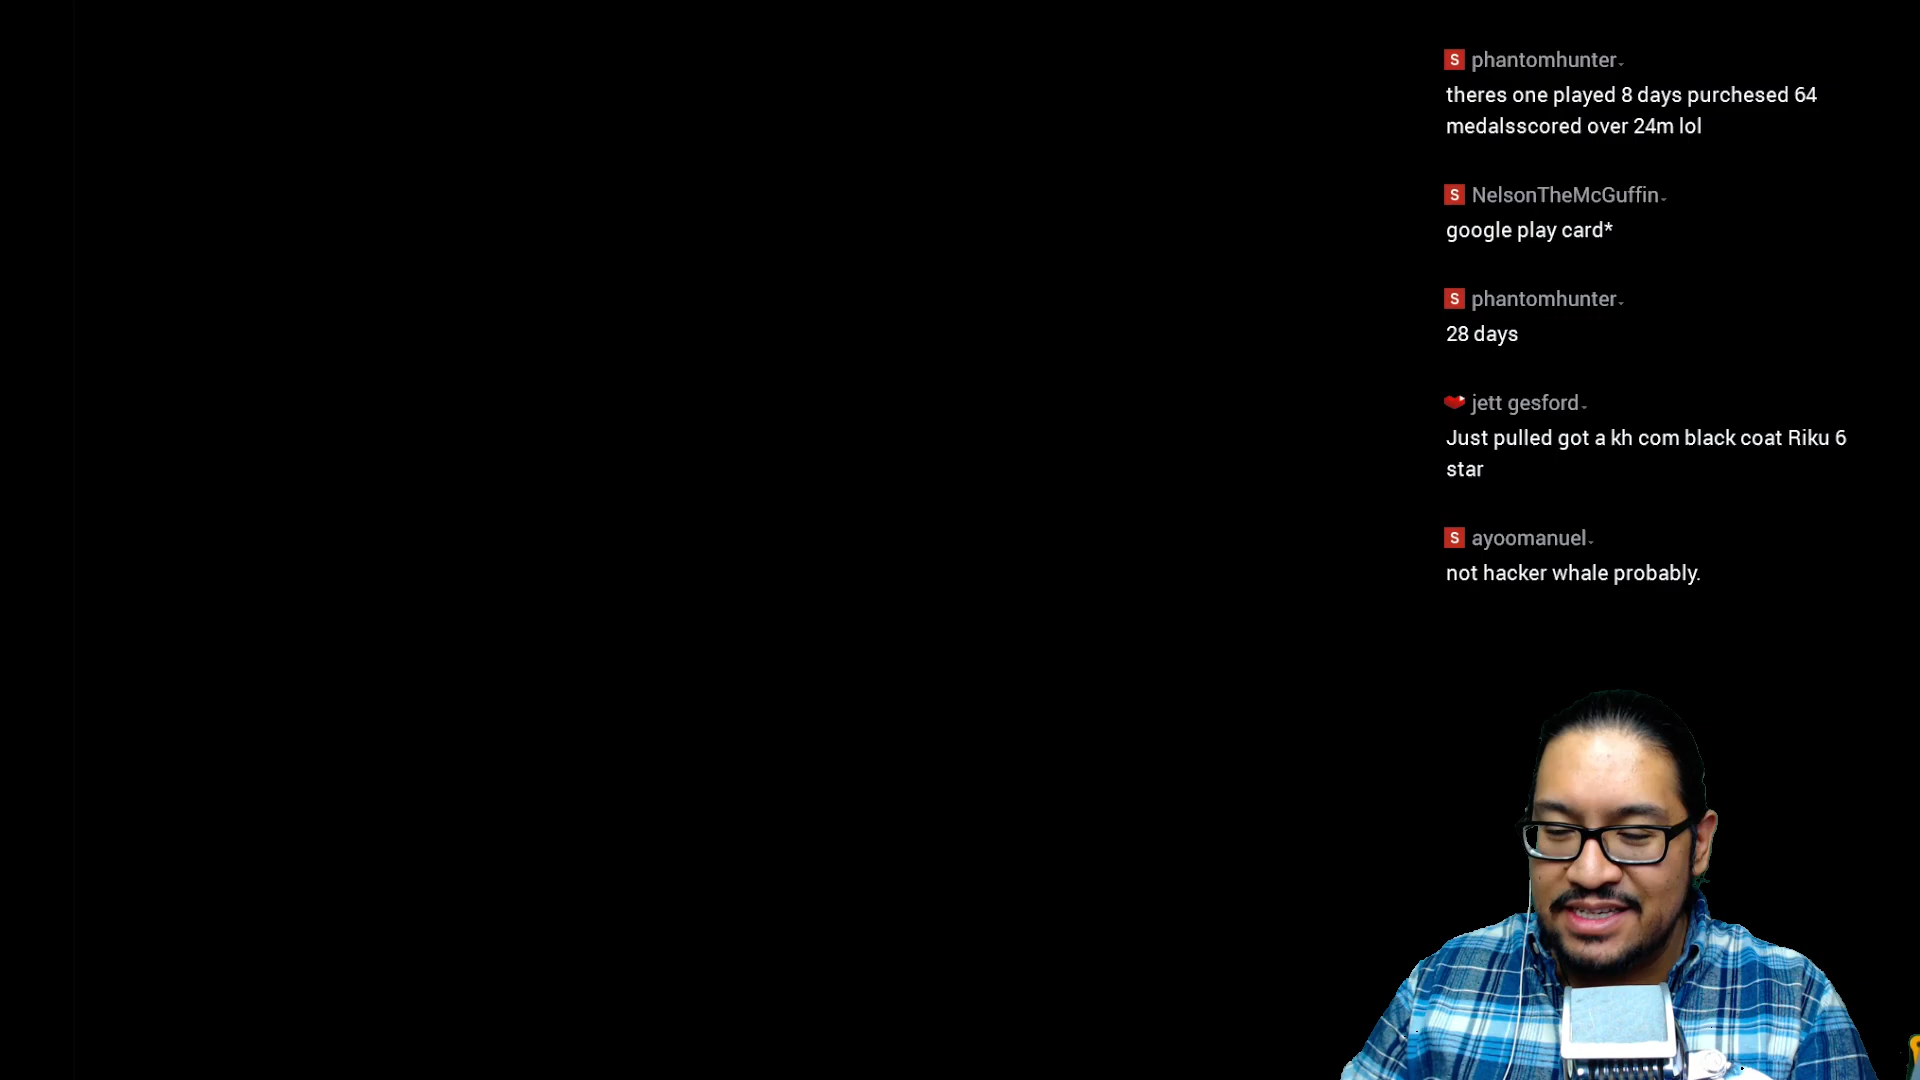 S phantomhunter
theres one played 8 days purchesed 64
medalsscored over 24m lol
S NelsonTheMcGuffin
google play card*
S phantomhunter
28 days
jett gesford
Just pulled got a kh com black coat Riku 6
star
S ayoomanuel
not hacker whale probably.